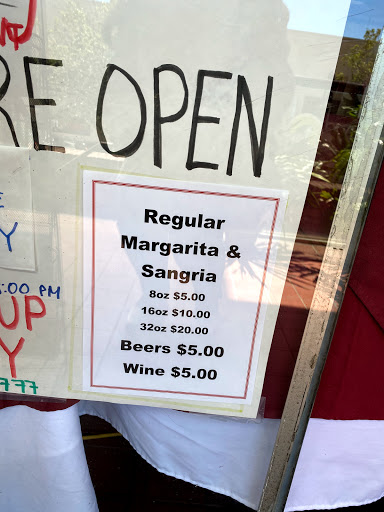 RE OPEN
Y
:00 PM
UP
Y
777
Regular
Margarita &
Sangria
8oz $5.00
16oz $10.00
32oz $20.00
Beers $5.00
Wine $5.00